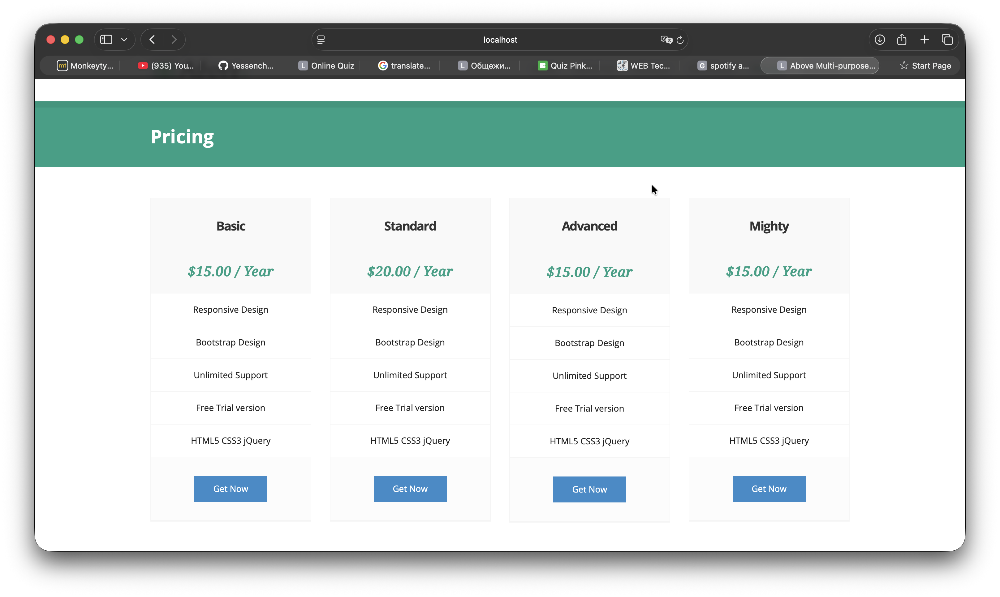 localhost
mt Monkeyty... (935) You... Yessench... L Online Quiz translate... L Общежи... Quiz Pink... WEB Tec... G spotify a... L Above Multi-purpose... Start Page
Pricing
Basic Standard Advanced Mighty
$15.00 / Year $20.00 / Year $15.00 / Year $15.00 / Year
Responsive Design Responsive Design Responsive Design Responsive Design
Bootstrap Design Bootstrap Design Bootstrap Design Bootstrap Design
Unlimited Support Unlimited Support Unlimited Support Unlimited Support
Free Trial version Free Trial version Free Trial version Free Trial version
HTML5 CSS3 jQuery HTML5 CSS3 jQuery HTML5 CSS3 jQuery HTML5 CSS3 jQuery
Get Now Get Now Get Now Get Now